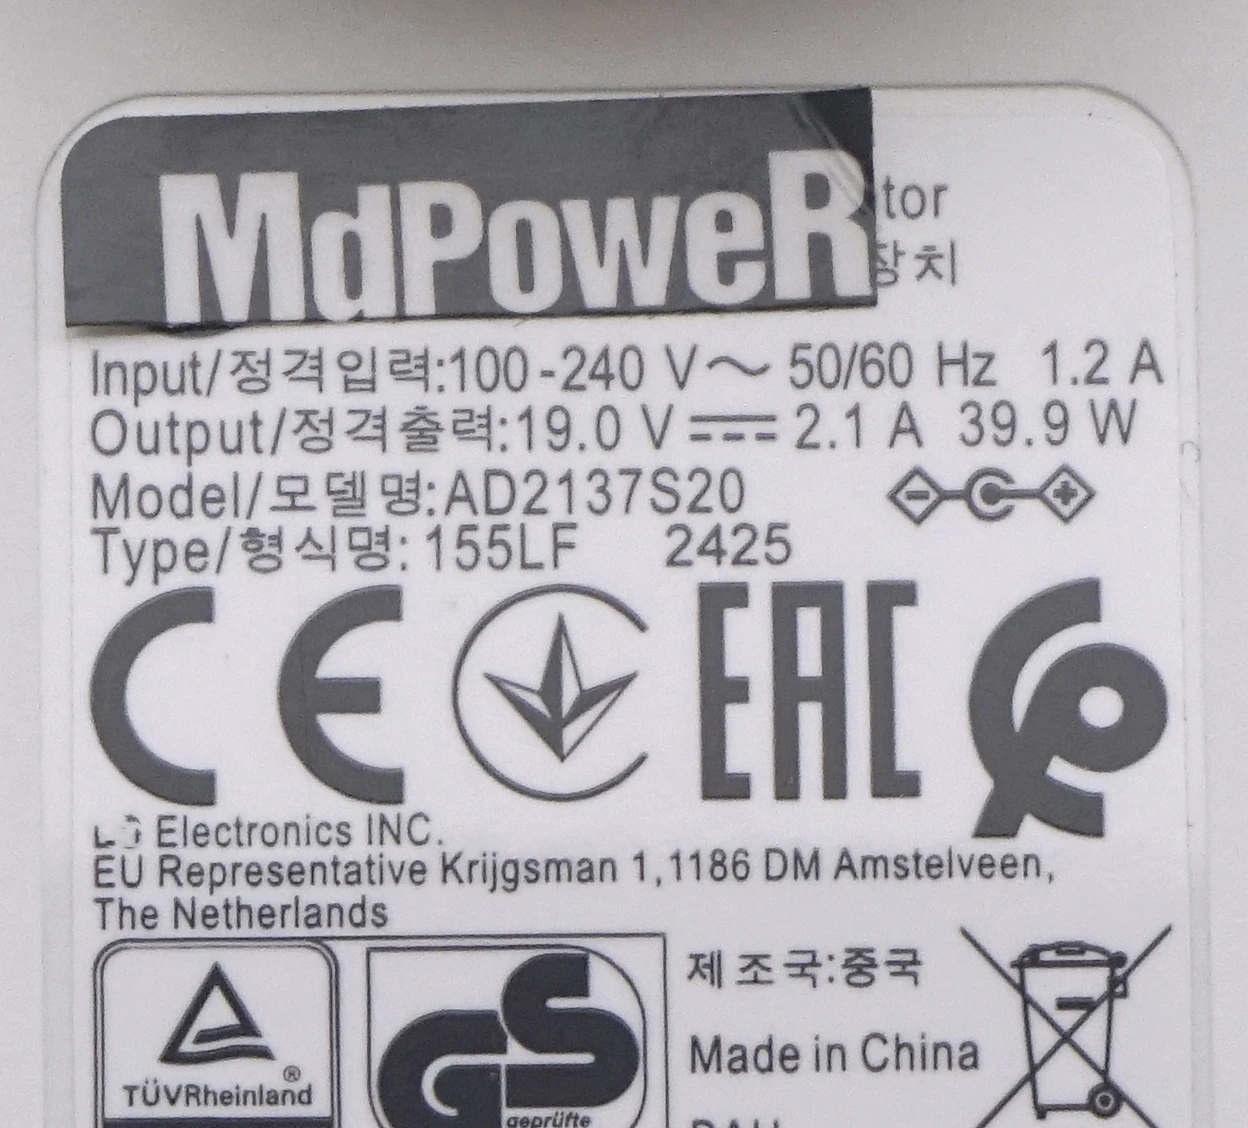 MdPoweR
tor
장치
Input/정격입력:100-240 V~ 50/60 Hz 1.2 A
Output/정격출력:19.0 V⎓2.1 A 39.9 W
Model/모델명:AD2137S20
Type/형식명: 155LF 2425
CE EAC
Electronics INC.
EU Representative Krijgsman 1,1186 DM Amstelveen,
The Netherlands
TÜVRheinland®
GS
geprüfte
제조국:중국
Made in China